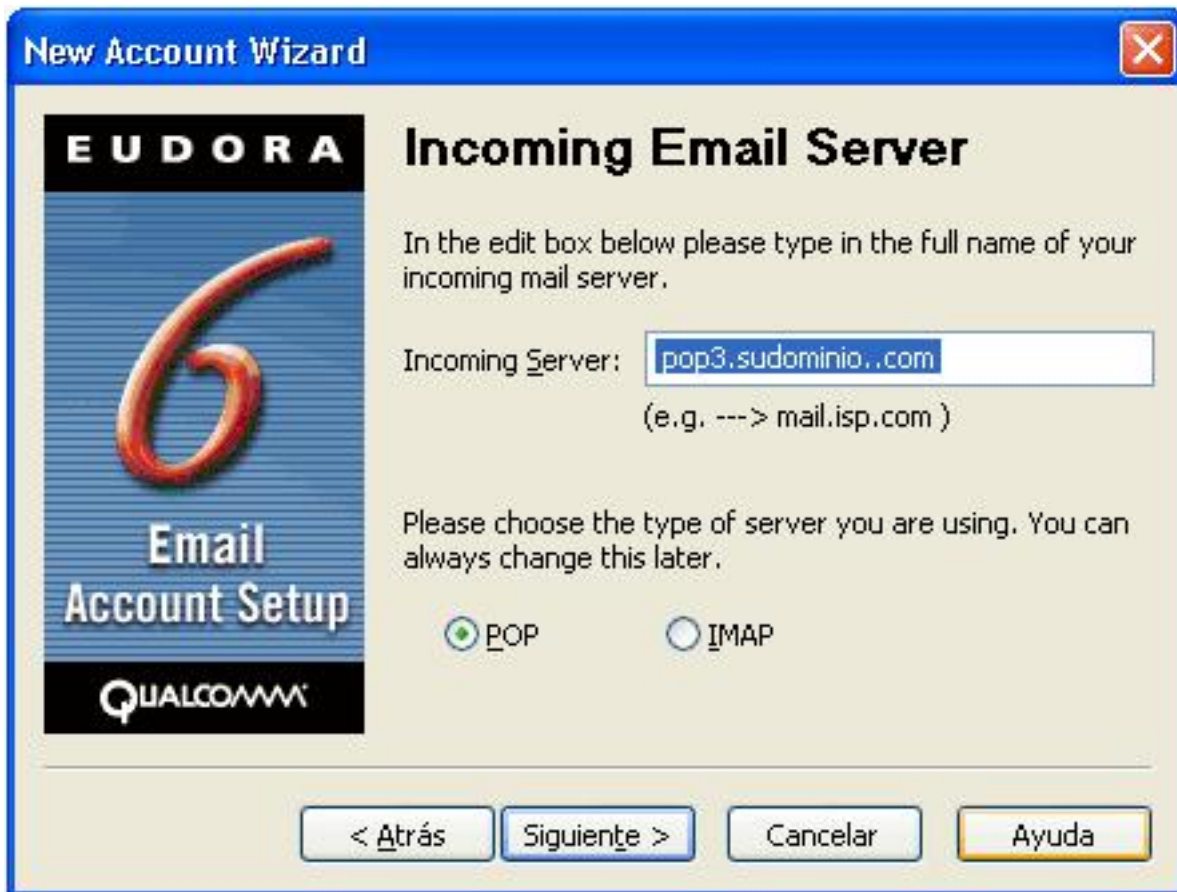 New Account Wizard
EUDORA
6
Email
Account Setup
QUALCOMM
Incoming Email Server
In the edit box below please type in the full name of your
incoming mail server.
Incoming Server: pop3.sudominio..com
(e.g. ---> mail.isp.com )
Please choose the type of server you are using. You can
always change this later.
POP IMAP
< Atrás Siguiente > Cancelar Ayuda